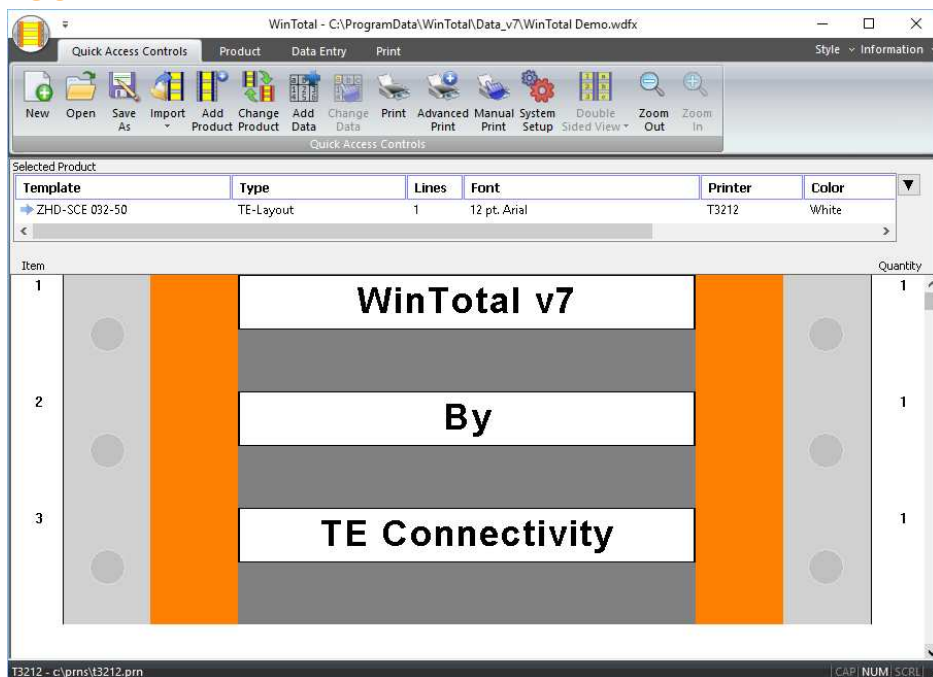 WinTotal - C:\ProgramData\WinTotal\Data_v7\WinTotal Demo.wdfx
Quick Access Controls Product Data Entry Print Style Information
New Open Save As Import Add Product Change Product Add Data Change Data Print Advanced Print Manual Print System Setup Double Sided View Zoom Out Zoom In
Quick Access Controls
Selected Product
Template Type Lines Font Printer Color
ZHD-SCE 032-50 TE-Layout 1 12 pt. Arial T3212 White
Item Quantity
1 WinTotal v7 1
2 By 1
3 TE Connectivity 1
T3212 - c:\prns\t3212.prn CAP NUM SCRL